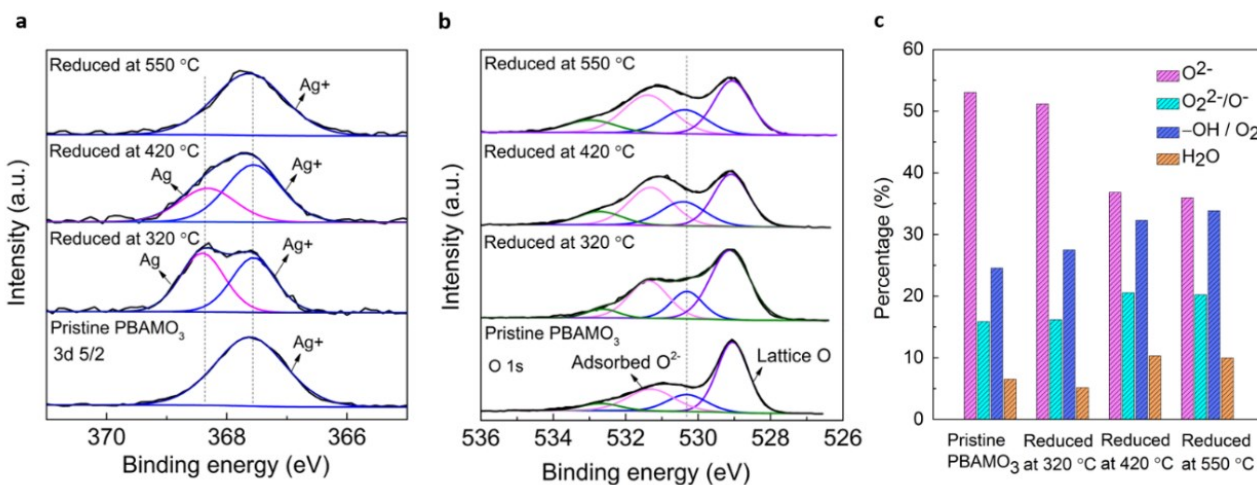 a
Reduced at 550 °C
Ag+
Reduced at 420 °C
Ag
Ag+
Reduced at 320 °C
Ag
Ag+
Pristine PBAMO₃
3d 5/2
Ag+
Intensity (a.u.)
370
368
366
Binding energy (eV)
b
Reduced at 550 °C
Reduced at 420 °C
Reduced at 320 °C
Pristine PBAMO₃
O 1s
Adsorbed O²⁻
Lattice O
Intensity (a.u.)
536
534
532
530
528
526
Binding energy (eV)
c
60
50
40
30
20
10
0
Percentage (%)
O²⁻
O₂²⁻/O⁻
–OH / O₂
H₂O
Pristine
PBAMO₃
Reduced
at 320 °C
Reduced
at 420 °C
Reduced
at 550 °C